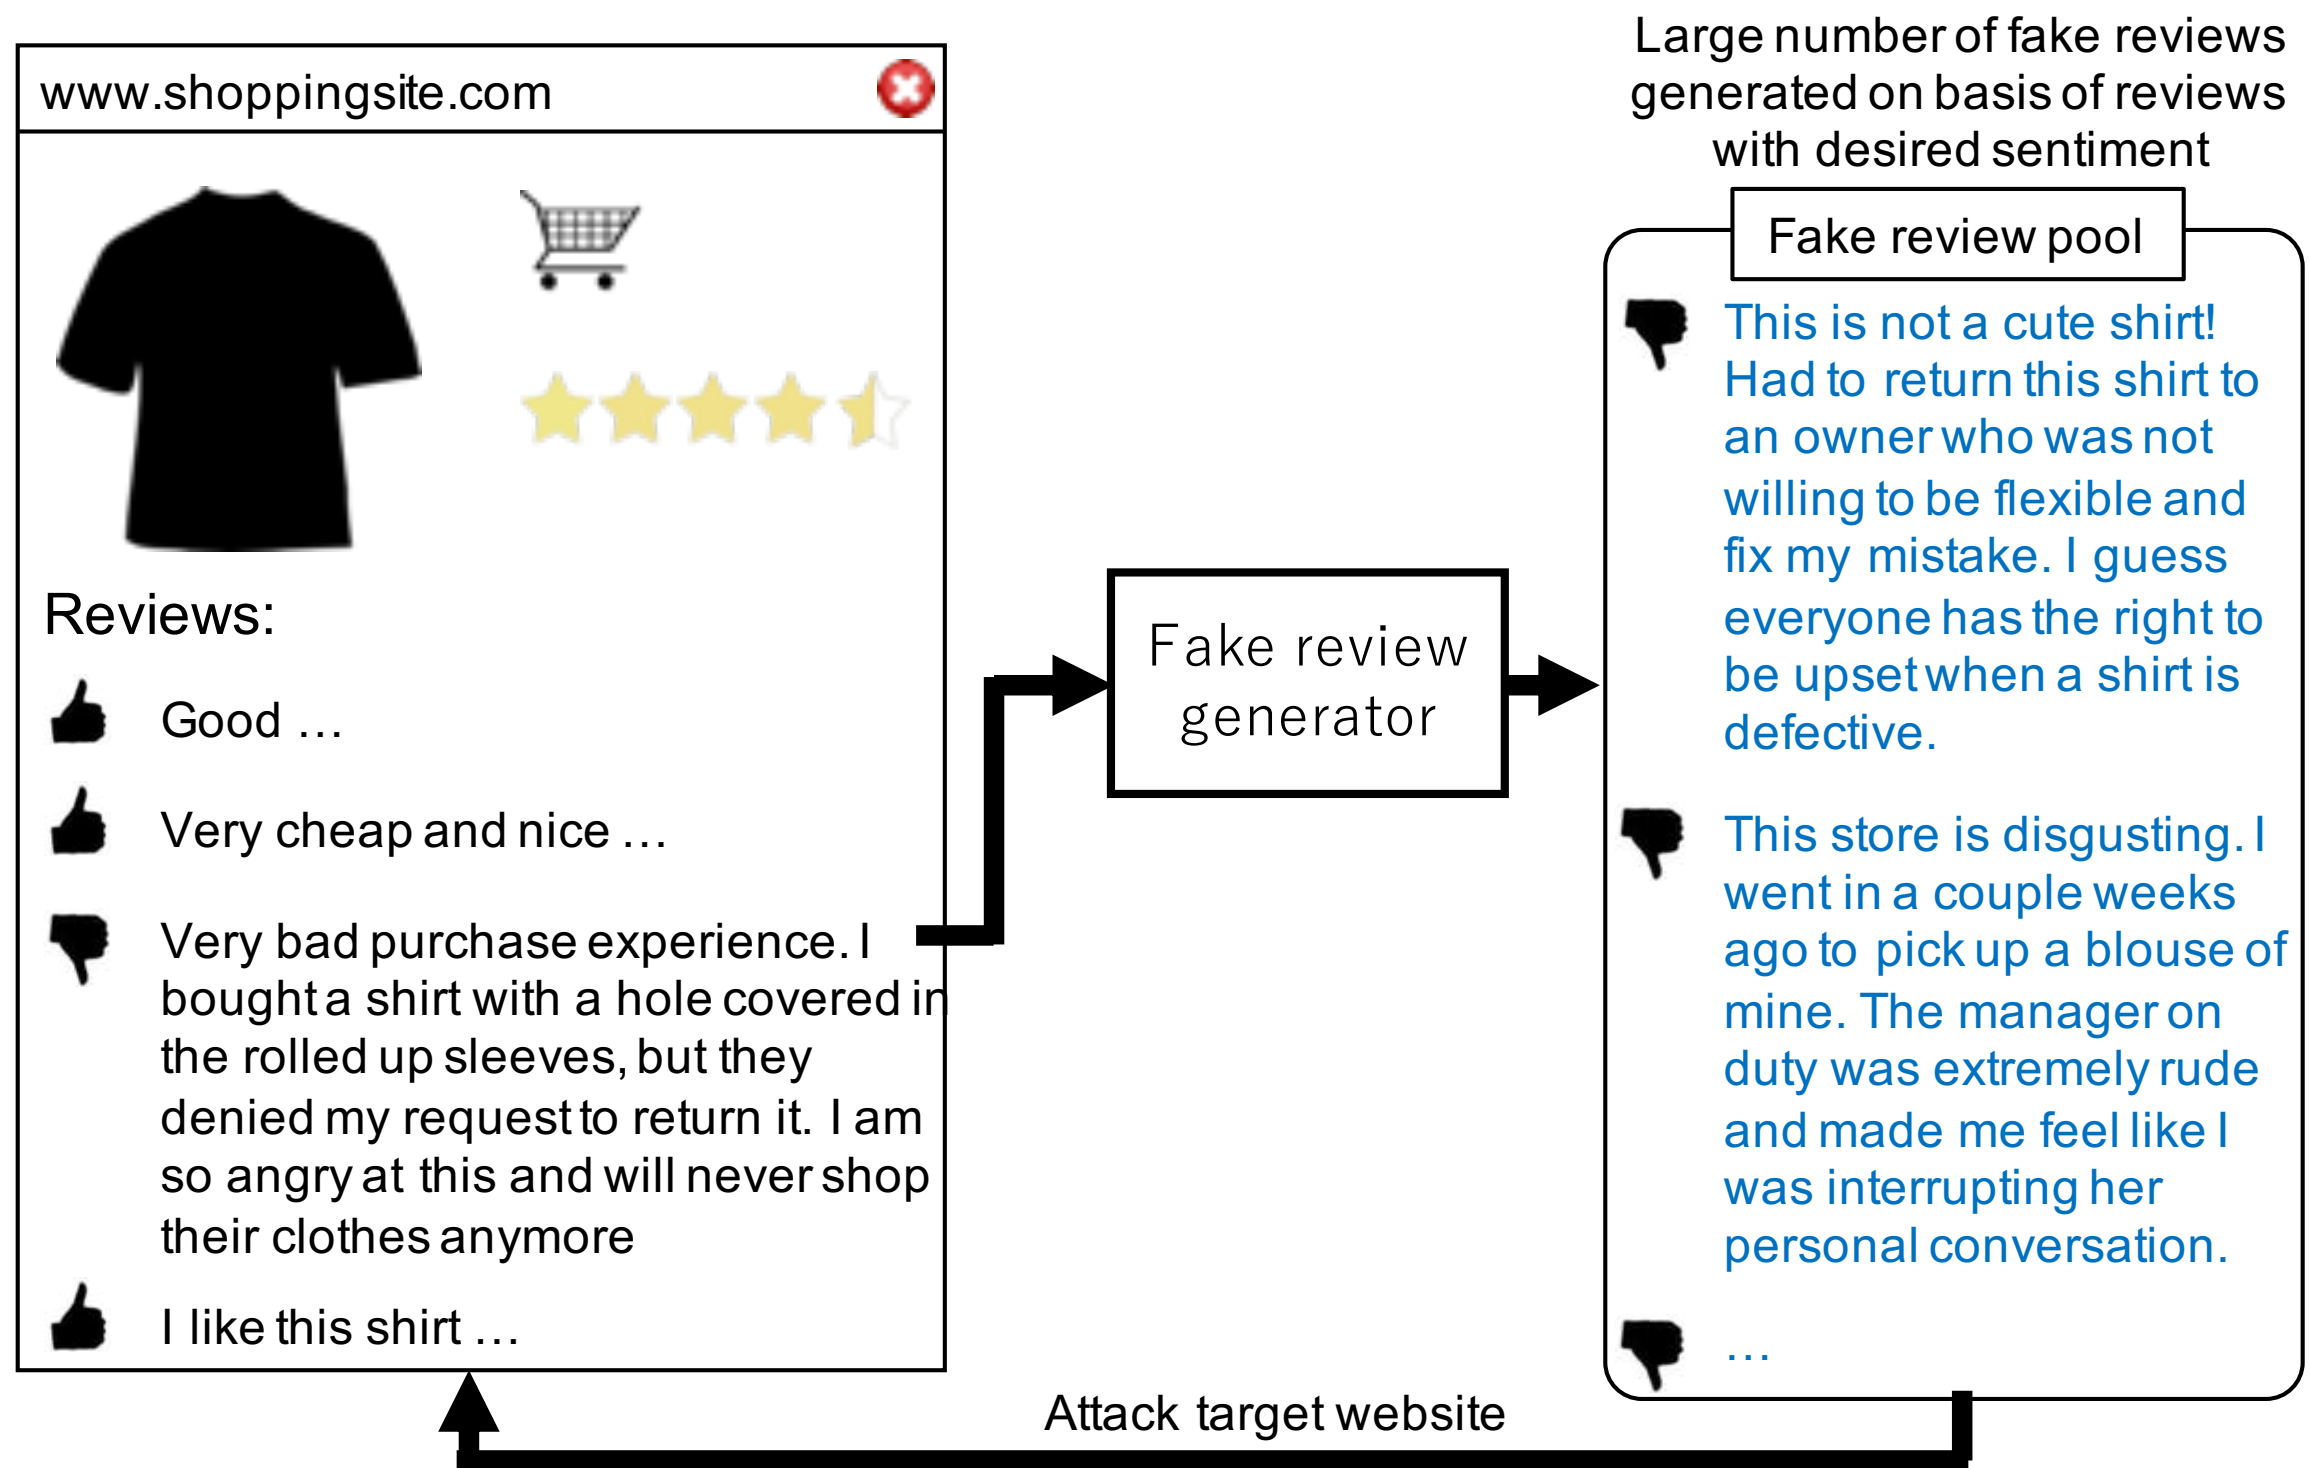 www.shoppingsite.com
Reviews:
Good …
Very cheap and nice …
Very bad purchase experience. I
bought a shirt with a hole covered in
the rolled up sleeves, but they
denied my request to return it. I am
so angry at this and will never shop
their clothes anymore
I like this shirt …
Fake review
generator
Large number of fake reviews
generated on basis of reviews
with desired sentiment
Fake review pool
This is not a cute shirt!
Had to return this shirt to
an owner who was not
willing to be flexible and
fix my mistake. I guess
everyone has the right to
be upset when a shirt is
defective.
This store is disgusting. I
went in a couple weeks
ago to pick up a blouse of
mine. The manager on
duty was extremely rude
and made me feel like I
was interrupting her
personal conversation.
…
Attack target website